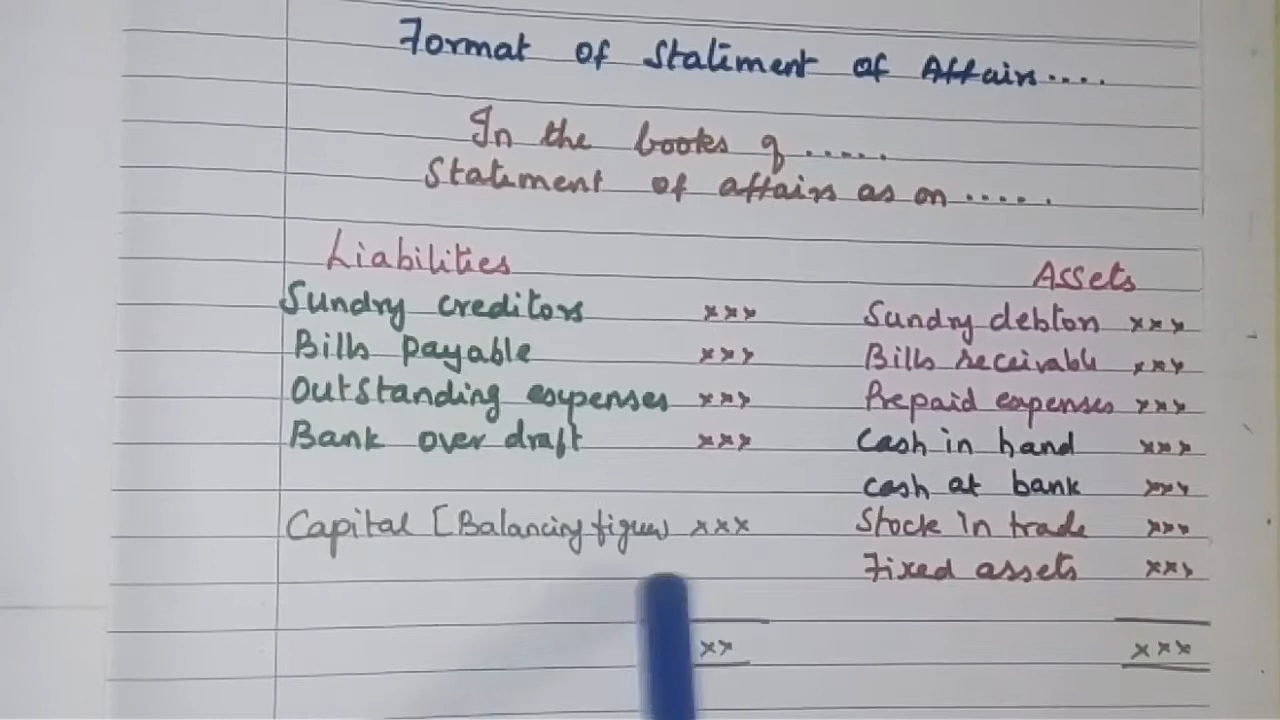 Format of Statement of Affairs....
In the books of .....
Statement of affairs as on .....
Liabilities Assets
Sundry creditors xxx Sundry debtors xxx
Bills payable xxx Bills receivable xxx
Outstanding expenses xxx Prepaid expenses xxx
Bank over draft xxx Cash in hand xxx
cash at bank xxx
Capital [Balancing figure) xxx Stock in trade xxx
Fixed assets xxx
xx xxx